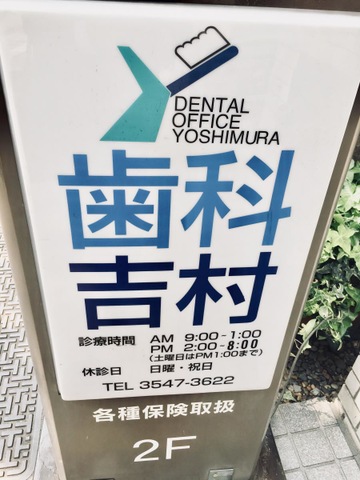 DENTAL
OFFICE
YOSHIMURA
歯科
吉村
診療時間 AM 9:00-1:00
PM 2:00-8:00
(土曜日はPM1:00まで)
休診日 日曜・祝日
TEL 3547-3622
各種保険取扱
2F